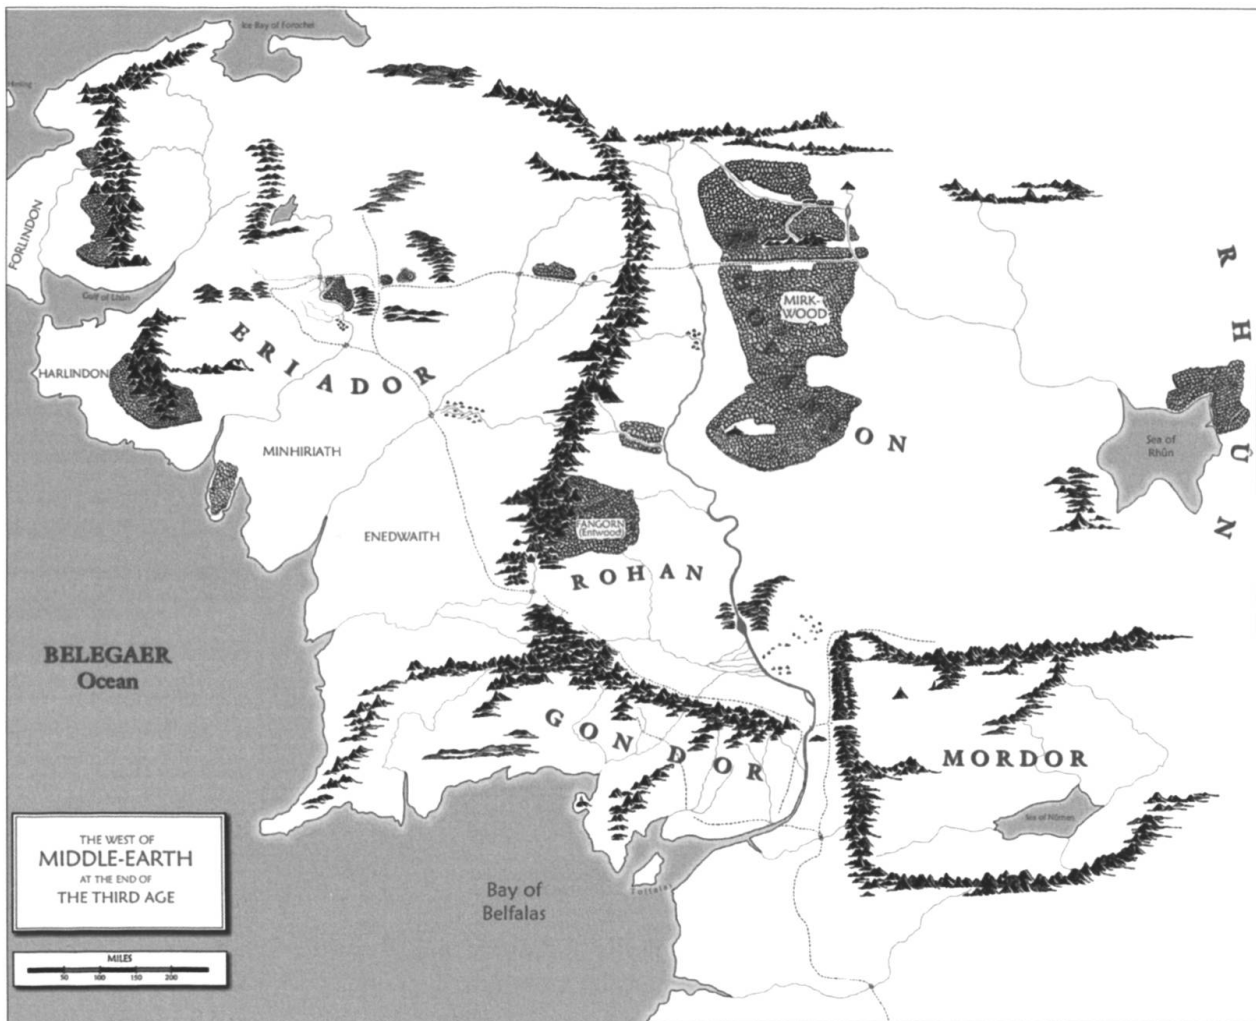 Ice Bay of Forochel
FORLINDON
Gulf of Lhûn
HARLINDON
ERIADOR
MINHIRIATH
ENEDWAITH
MIRK-
WOOD
ON
RHÛN
Sea of
Rhûn
FANGORN
(Entwood)
ROHAN
BELEGAER
Ocean
GONDOR
MORDOR
Sea of Núrnen
Bay of
Belfalas
THE WEST OF
MIDDLE-EARTH
AT THE END OF
THE THIRD AGE
MILES
50 100 150 200